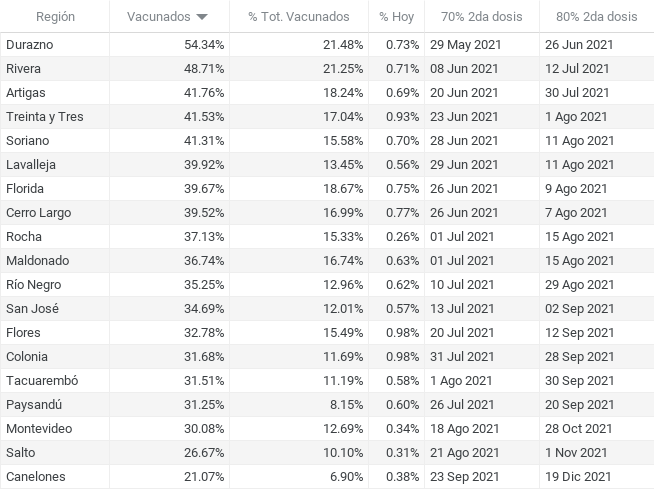 Región Vacunados % Tot. Vacunados % Hoy 70% 2da dosis 80% 2da dosis
Durazno 54.34% 21.48% 0.73% 29 May 2021 26 Jun 2021
Rivera 48.71% 21.25% 0.71% 08 Jun 2021 12 Jul 2021
Artigas 41.76% 18.24% 0.69% 20 Jun 2021 30 Jul 2021
Treinta y Tres 41.53% 17.04% 0.93% 23 Jun 2021 1 Ago 2021
Soriano 41.31% 15.58% 0.70% 28 Jun 2021 11 Ago 2021
Lavalleja 39.92% 13.45% 0.56% 29 Jun 2021 11 Ago 2021
Florida 39.67% 18.67% 0.75% 26 Jun 2021 9 Ago 2021
Cerro Largo 39.52% 16.99% 0.77% 26 Jun 2021 7 Ago 2021
Rocha 37.13% 15.33% 0.26% 01 Jul 2021 15 Ago 2021
Maldonado 36.74% 16.74% 0.63% 01 Jul 2021 15 Ago 2021
Río Negro 35.25% 12.96% 0.62% 10 Jul 2021 29 Ago 2021
San José 34.69% 12.01% 0.57% 13 Jul 2021 02 Sep 2021
Flores 32.78% 15.49% 0.98% 20 Jul 2021 12 Sep 2021
Colonia 31.68% 11.69% 0.98% 31 Jul 2021 28 Sep 2021
Tacuarembó 31.51% 11.19% 0.58% 1 Ago 2021 30 Sep 2021
Paysandú 31.25% 8.15% 0.60% 26 Jul 2021 20 Sep 2021
Montevideo 30.08% 12.69% 0.34% 18 Ago 2021 28 Oct 2021
Salto 26.67% 10.10% 0.31% 21 Ago 2021 1 Nov 2021
Canelones 21.07% 6.90% 0.38% 23 Sep 2021 19 Dic 2021